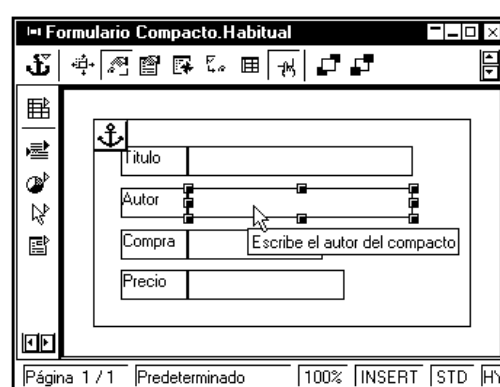 Formulario Compacto.Habitual
Titulo
Autor
Compra
Escribe el autor del compacto
Precio
Página 1 / 1 Predeterminado 100% INSERT STD HY